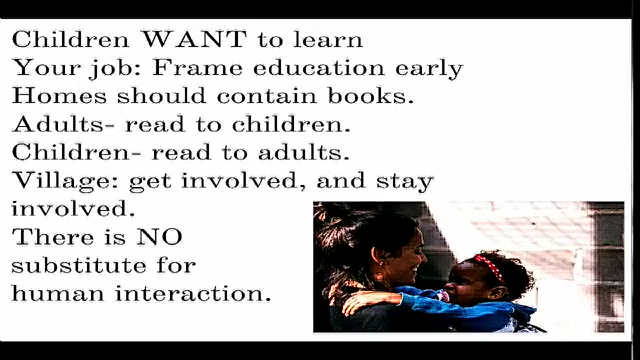 Children WANT to learn
Your job: Frame education early
Homes should contain books.
Adults- read to children.
Children- read to adults.
Village: get involved, and stay
involved.
There is NO
substitute for
human interaction.